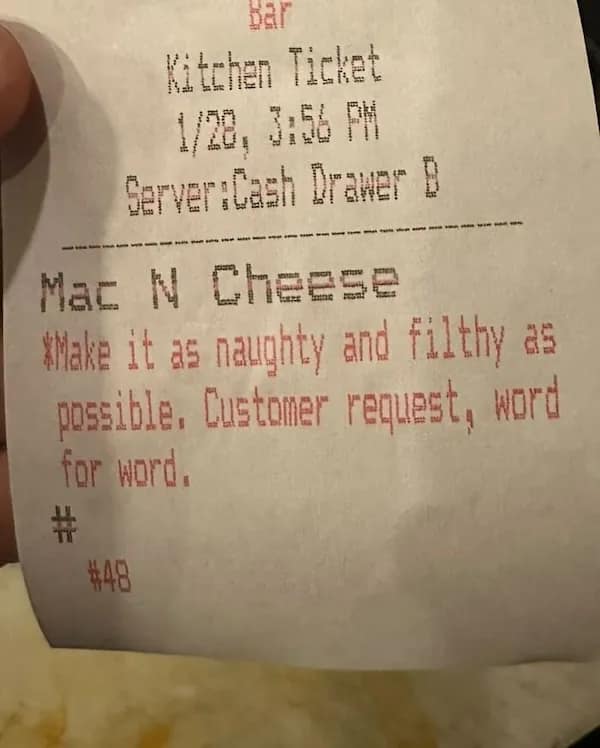 Bar
Kitchen Ticket
1/28, 3:56 PM
Server:Cash Drawer B
Mac N Cheese
*Make it as naughty and filthy as
possible. Customer request, word
for word.
#
#48